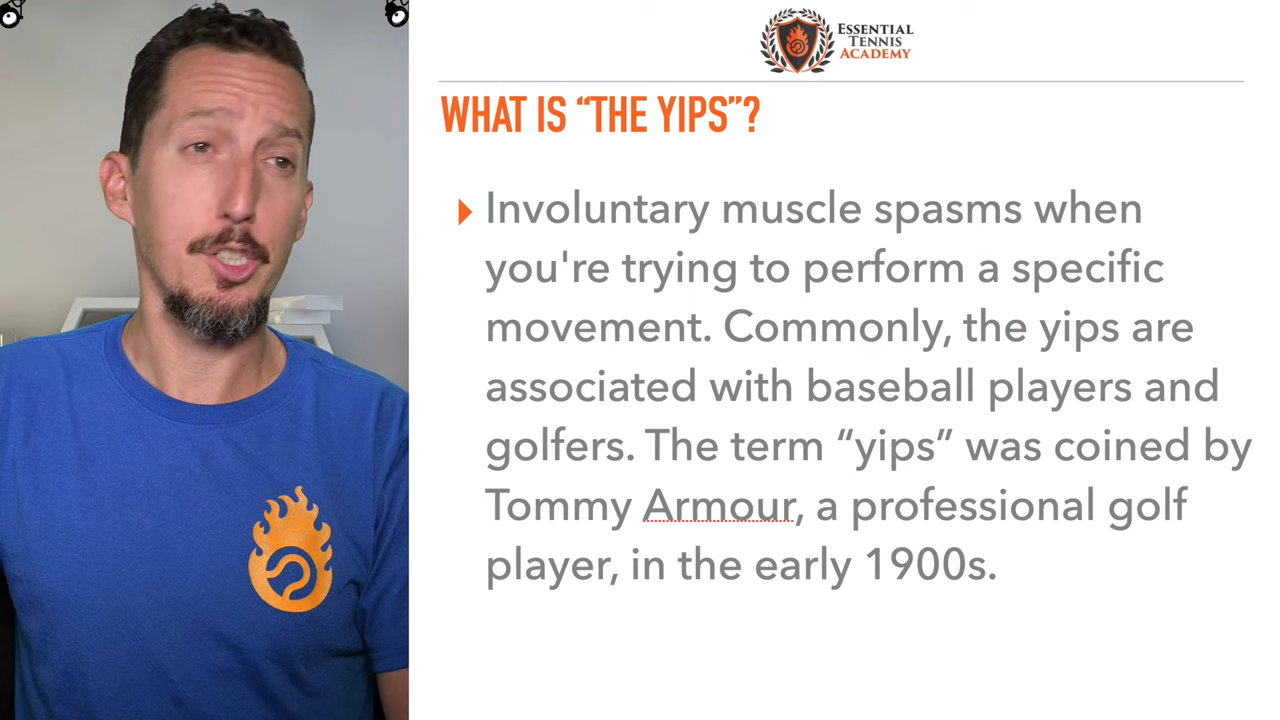 ESSENTIAL
TENNIS
ACADEMY
WHAT IS “THE YIPS”?
Involuntary muscle spasms when
you're trying to perform a specific
movement. Commonly, the yips are
associated with baseball players and
golfers. The term “yips” was coined by
Tommy Armour, a professional golf
player, in the early 1900s.